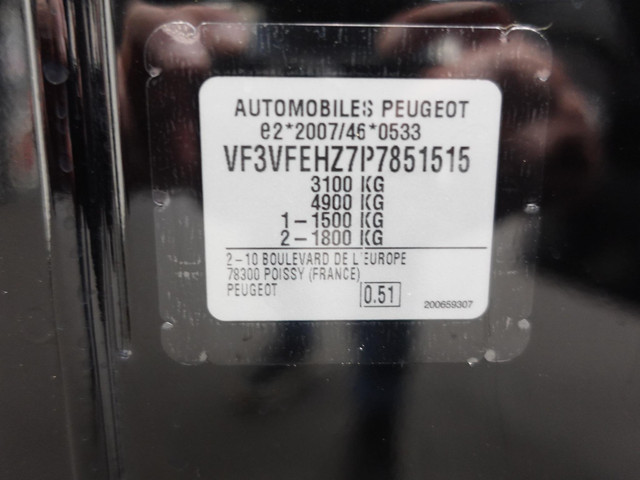 AUTOMOBILES PEUGEOT
e2*2007/46*0533
VF3VFEHZ7P7851515
3100 KG
4900 KG
1-1500 KG
2-1800 KG
2-10 BOULEVARD DE L'EUROPE
78300 POISSY (FRANCE)
PEUGEOT 0.51
200659307